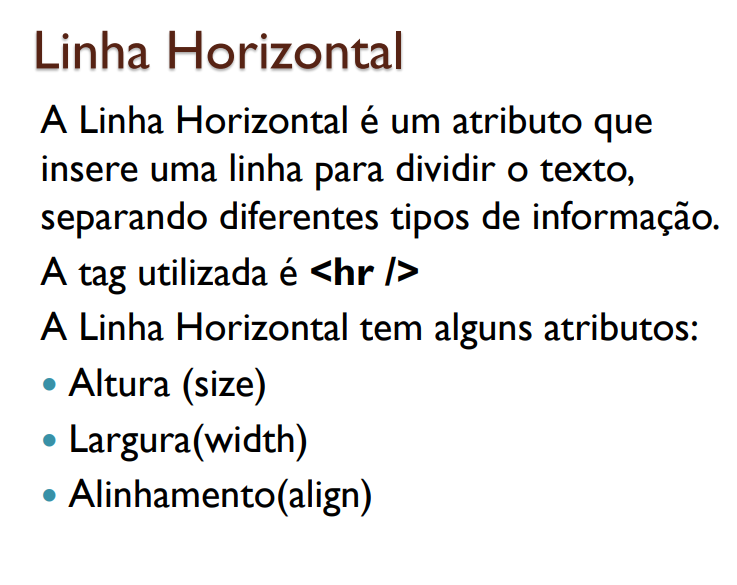 Linha Horizontal
A Linha Horizontal é um atributo que
insere uma linha para dividir o texto,
separando diferentes tipos de informação.
A tag utilizada é <hr />
A Linha Horizontal tem alguns atributos:
• Altura (size)
• Largura(width)
• Alinhamento(align)